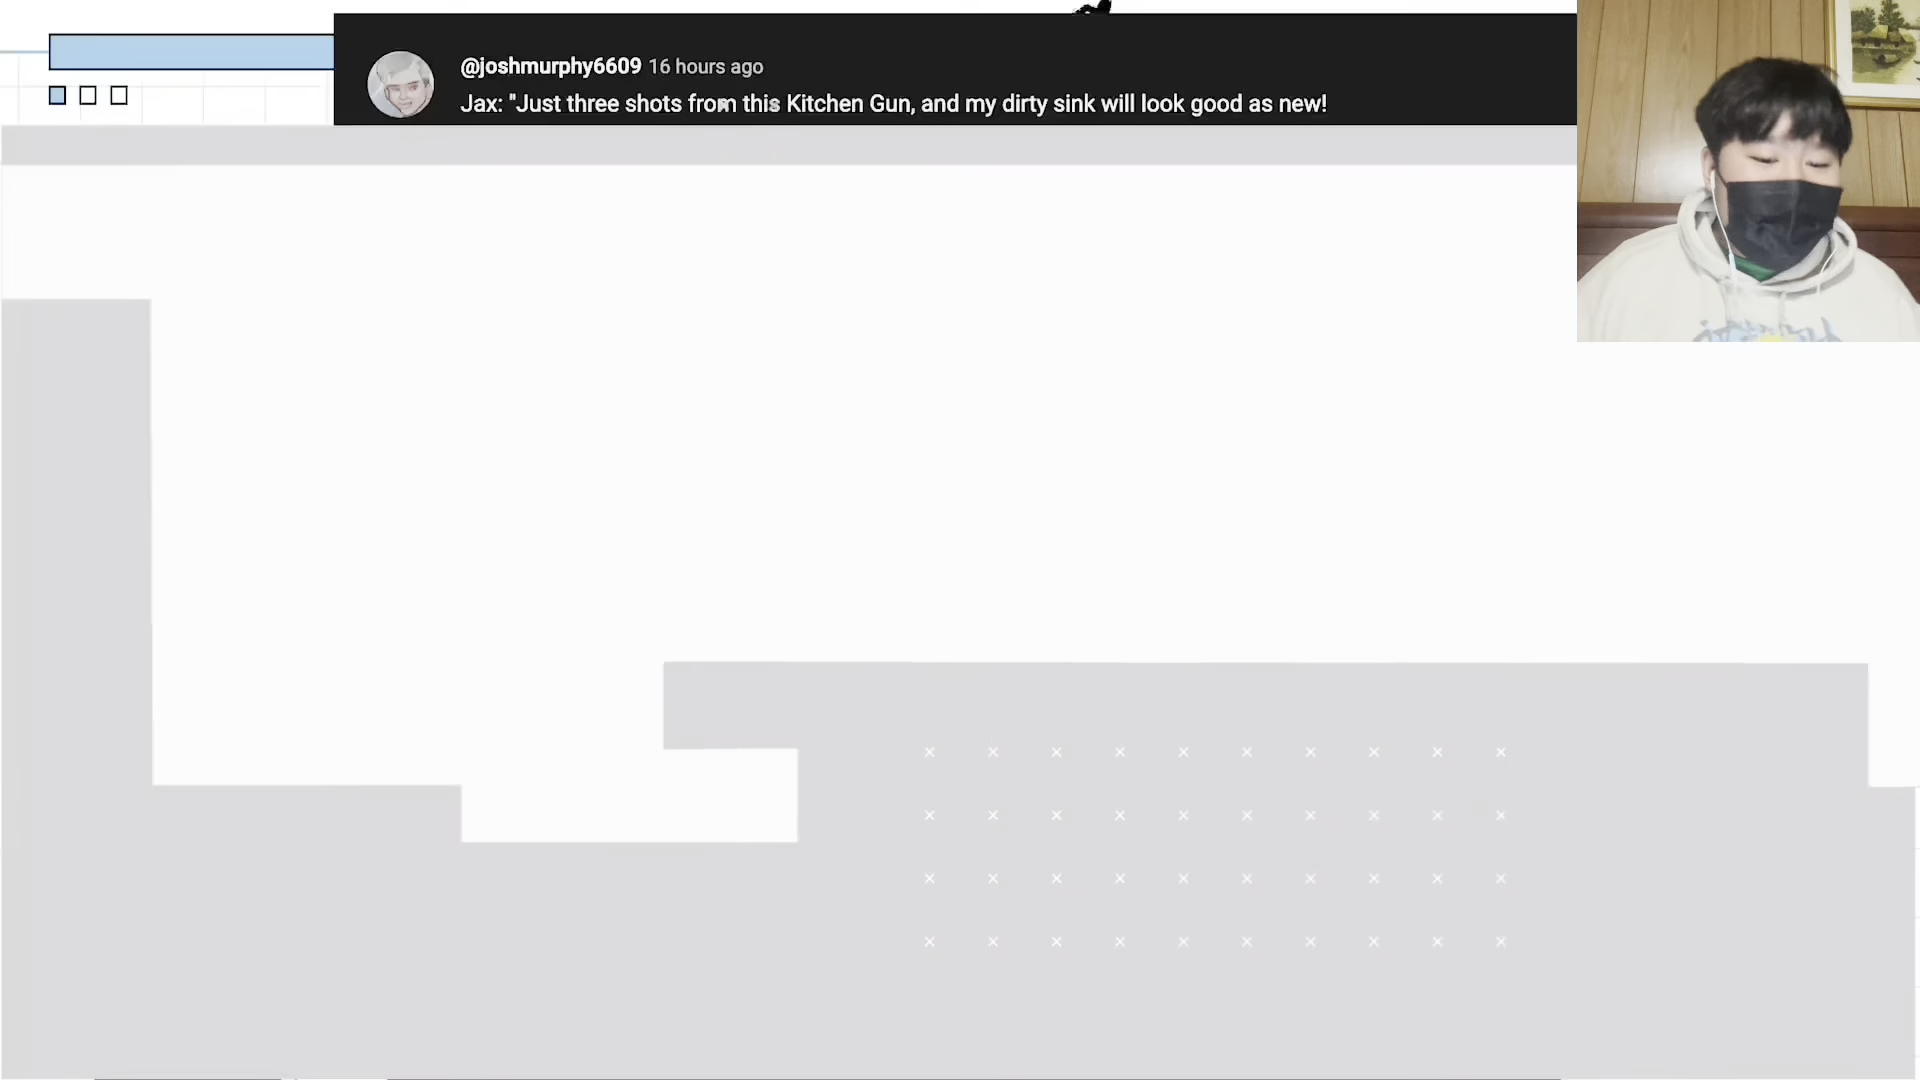 @joshmurphy6609 16 hours ago
Jax: "Just three shots from this Kitchen Gun, and my dirty sink will look good as new!